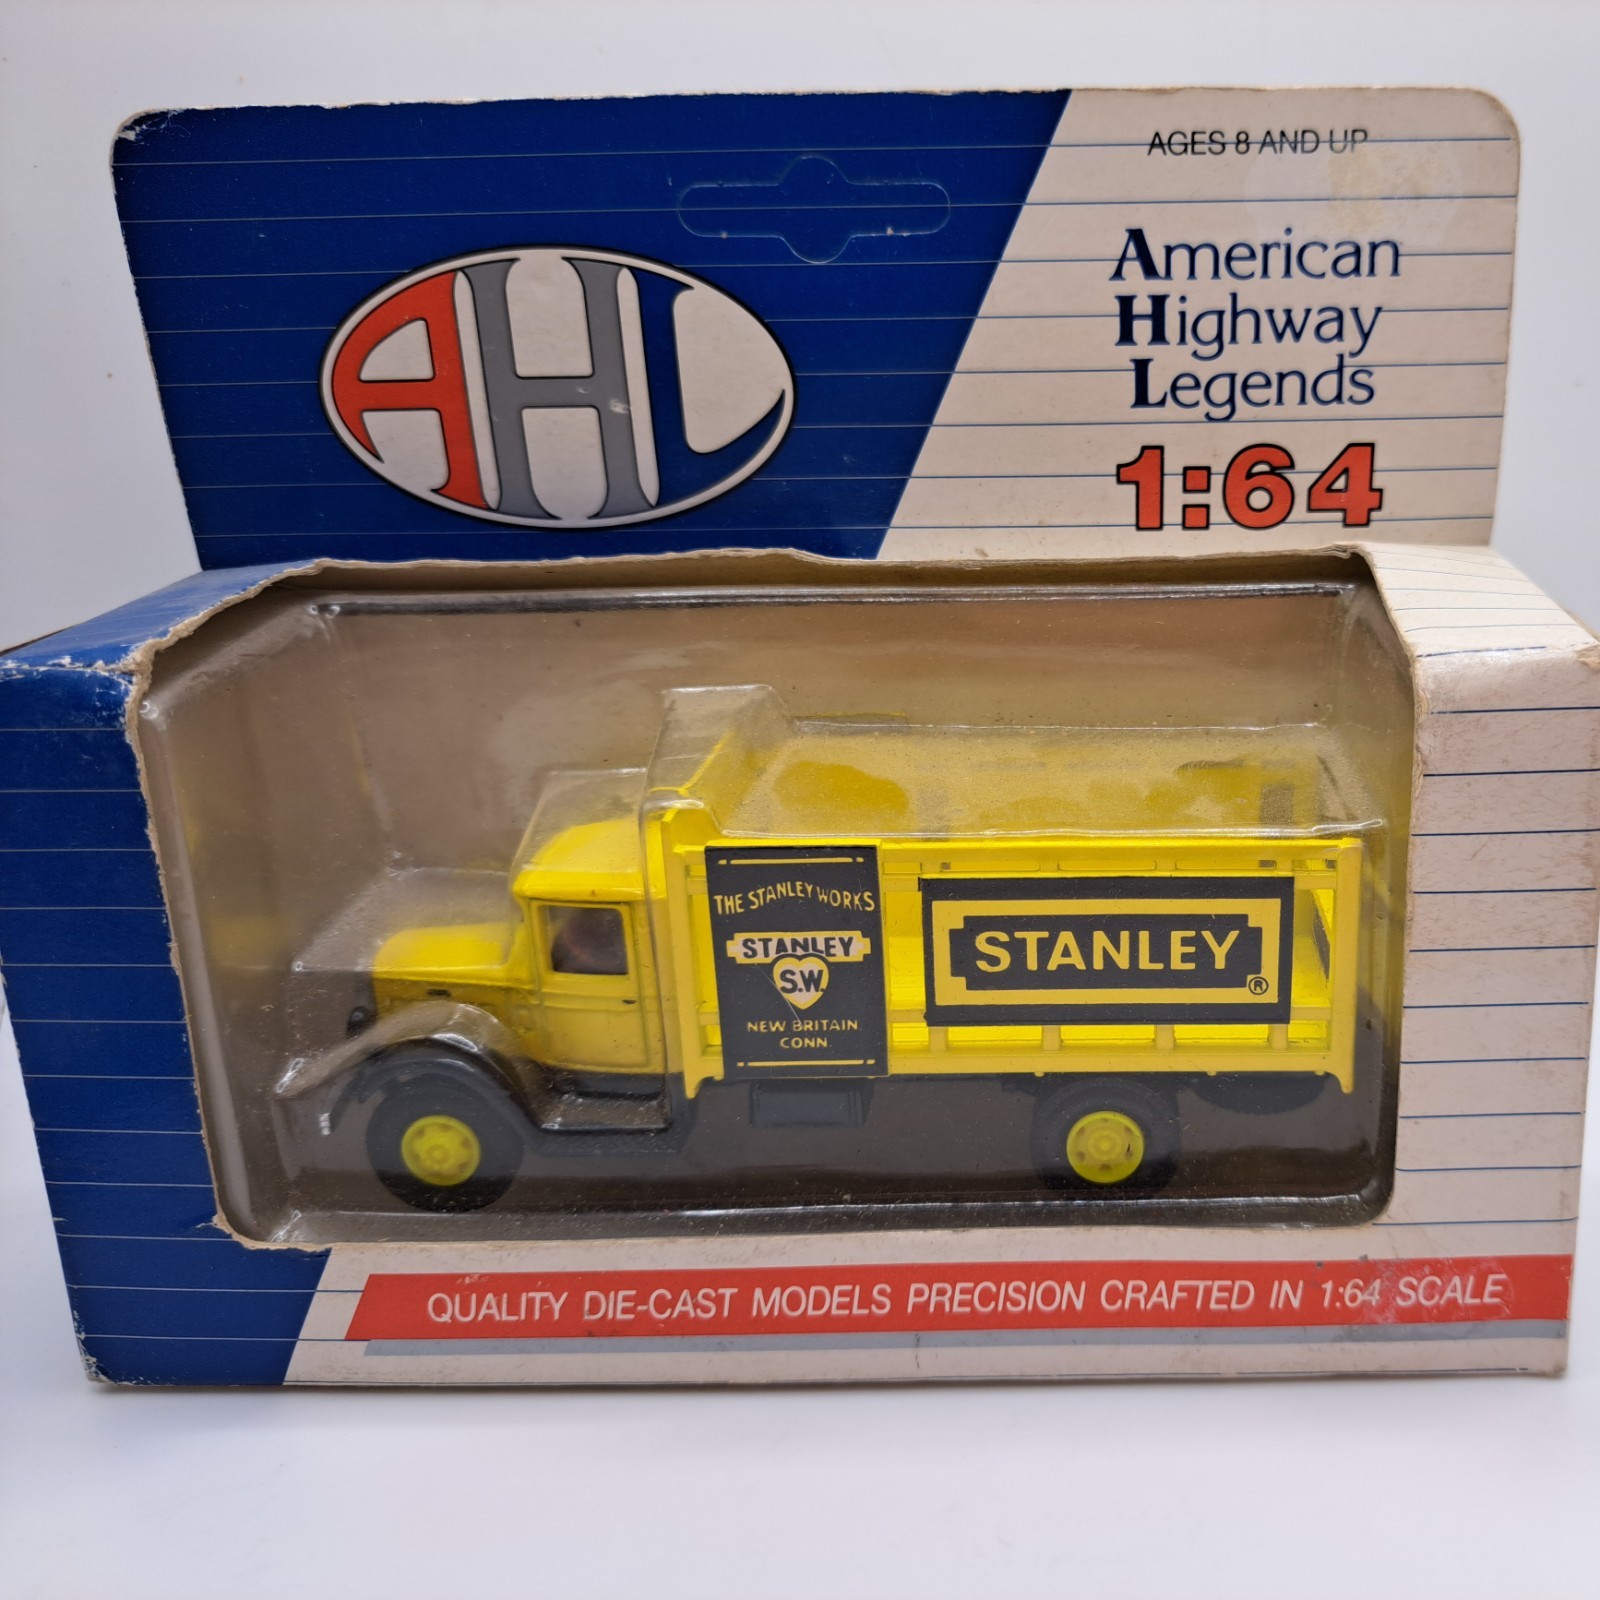 AGES 8 AND UP
AHL
American
Highway
Legends
1:64
THE STANLEY WORKS
STANLEY
S.W.
NEW BRITAIN
CONN.
STANLEY
®
QUALITY DIE-CAST MODELS PRECISION CRAFTED IN 1:64 SCALE